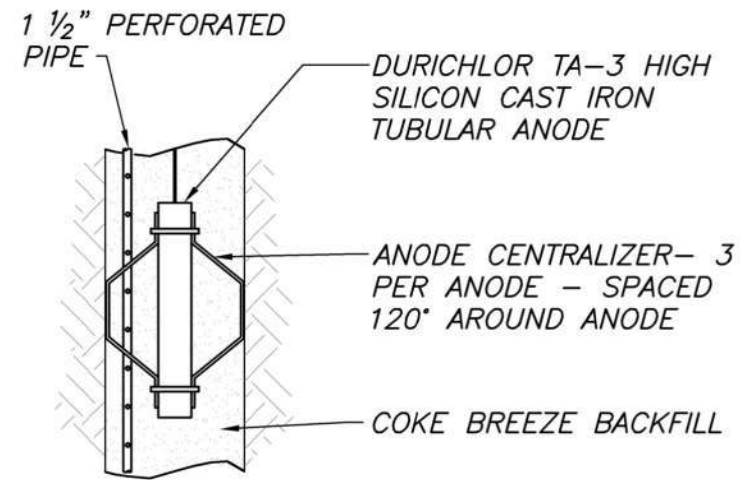 1 ½" PERFORATED
PIPE
DURICHLOR TA-3 HIGH
SILICON CAST IRON
TUBULAR ANODE
ANODE CENTRALIZER- 3
PER ANODE - SPACED
120° AROUND ANODE
COKE BREEZE BACKFILL